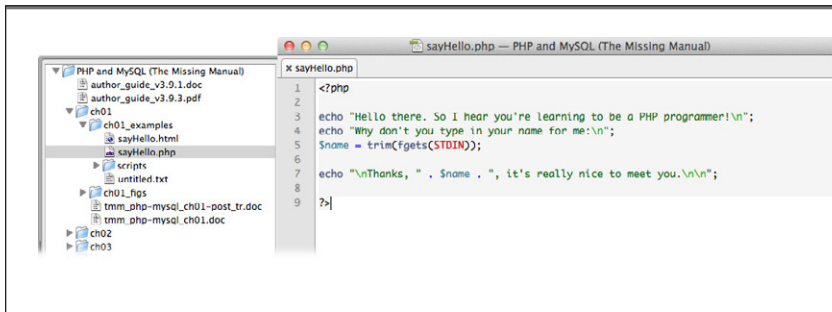 PHP and MySQL (The Missing Manual)
author_guide_v3.9.1.doc
author_guide_v3.9.3.pdf
ch01
ch01_examples
sayHello.html
sayHello.php
scripts
untitled.txt
ch01_figs
tmm_php-mysql_ch01-post_tr.doc
tmm_php-mysql_ch01.doc
ch02
ch03
sayHello.php — PHP and MySQL (The Missing Manual)
× sayHello.php
1 <?php
2
3 echo "Hello there. So I hear you're learning to be a PHP programmer!\n";
4 echo "Why don't you type in your name for me:\n";
5 $name = trim(fgets(STDIN));
6
7 echo "\nThanks, " . $name . ", it's really nice to meet you.\n\n";
8
9 ?>